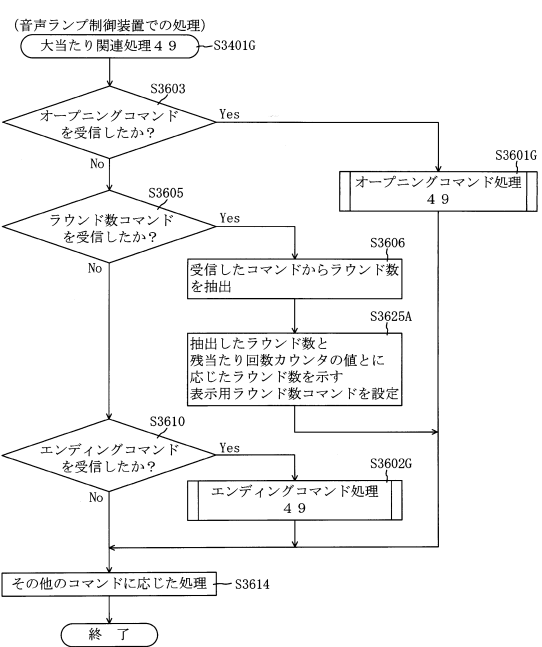 （音声ランプ制御装置での処理）
大当たり関連処理４９
S3401G
S3603
オープニングコマンド
を受信したか？
Yes
No
S3601G
オープニングコマンド処理
４９
S3605
ラウンド数コマンド
を受信したか？
Yes
No
S3606
受信したコマンドからラウンド数
を抽出
S3625A
抽出したラウンド数と
残当たり回数カウンタの値とに
応じたラウンド数を示す
表示用ラウンド数コマンドを設定
S3610
エンディングコマンド
を受信したか？
Yes
No
S3602G
エンディングコマンド処理
４９
その他のコマンドに応じた処理
S3614
終　了